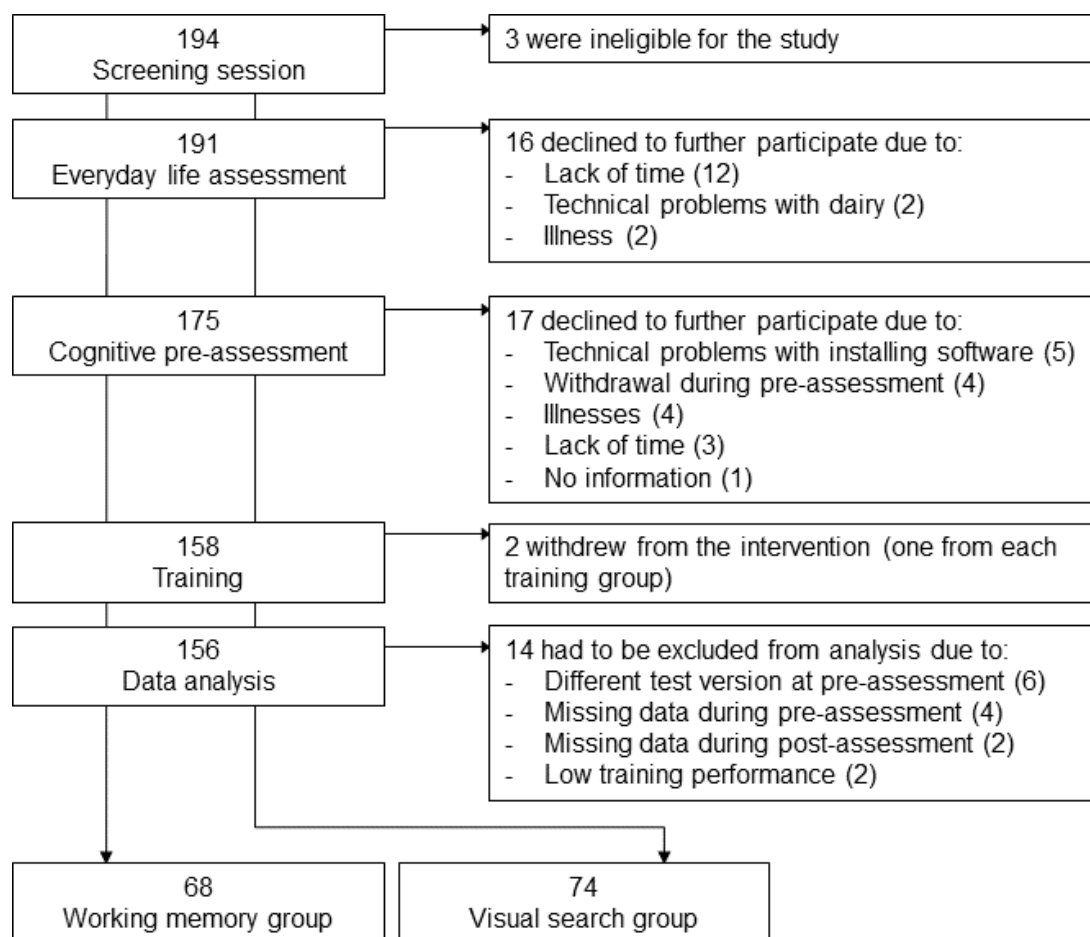 194
Screening session
3 were ineligible for the study
191
Everyday life assessment
16 declined to further participate due to:
- Lack of time (12)
- Technical problems with dairy (2)
- Illness (2)
175
Cognitive pre-assessment
17 declined to further participate due to:
- Technical problems with installing software (5)
- Withdrawal during pre-assessment (4)
- Illnesses (4)
- Lack of time (3)
- No information (1)
158
Training
2 withdrew from the intervention (one from each
training group)
156
Data analysis
14 had to be excluded from analysis due to:
- Different test version at pre-assessment (6)
- Missing data during pre-assessment (4)
- Missing data during post-assessment (2)
- Low training performance (2)
68
Working memory group
74
Visual search group